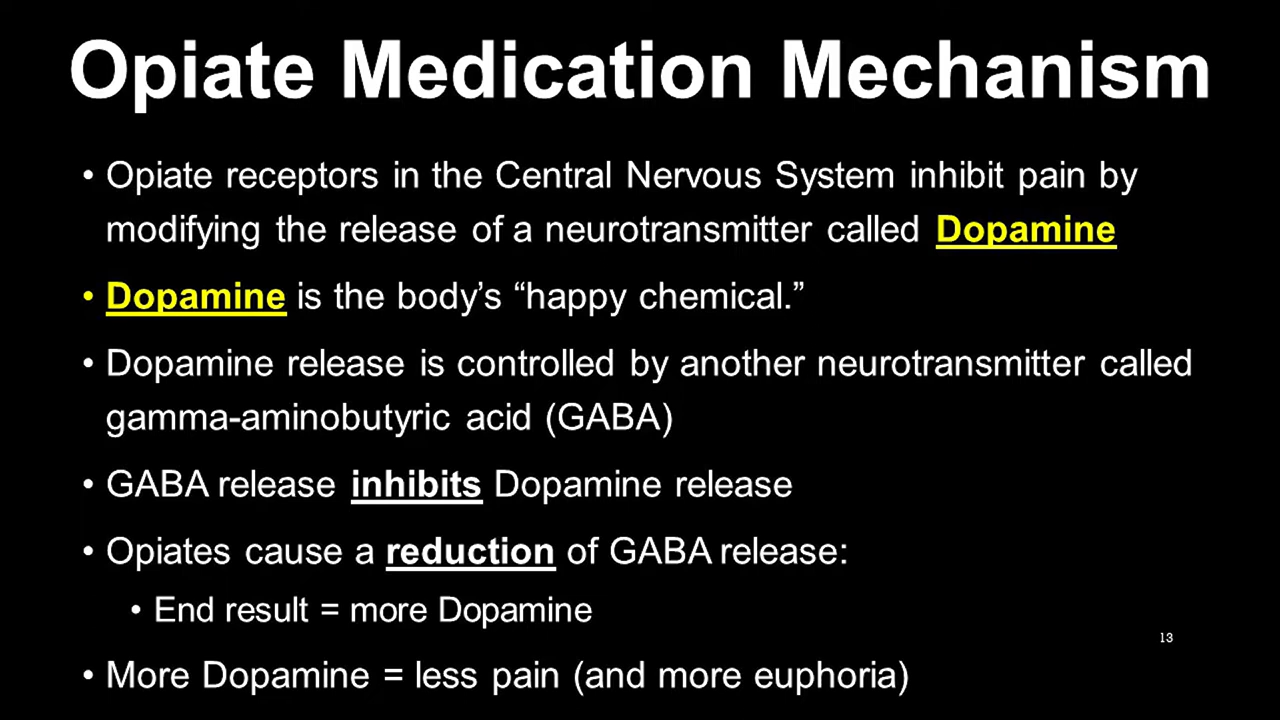 Opiate Medication Mechanism
• Opiate receptors in the Central Nervous System inhibit pain by
modifying the release of a neurotransmitter called Dopamine
• Dopamine is the body’s “happy chemical.”
• Dopamine release is controlled by another neurotransmitter called
gamma-aminobutyric acid (GABA)
• GABA release inhibits Dopamine release
• Opiates cause a reduction of GABA release:
• End result = more Dopamine
13
• More Dopamine = less pain (and more euphoria)